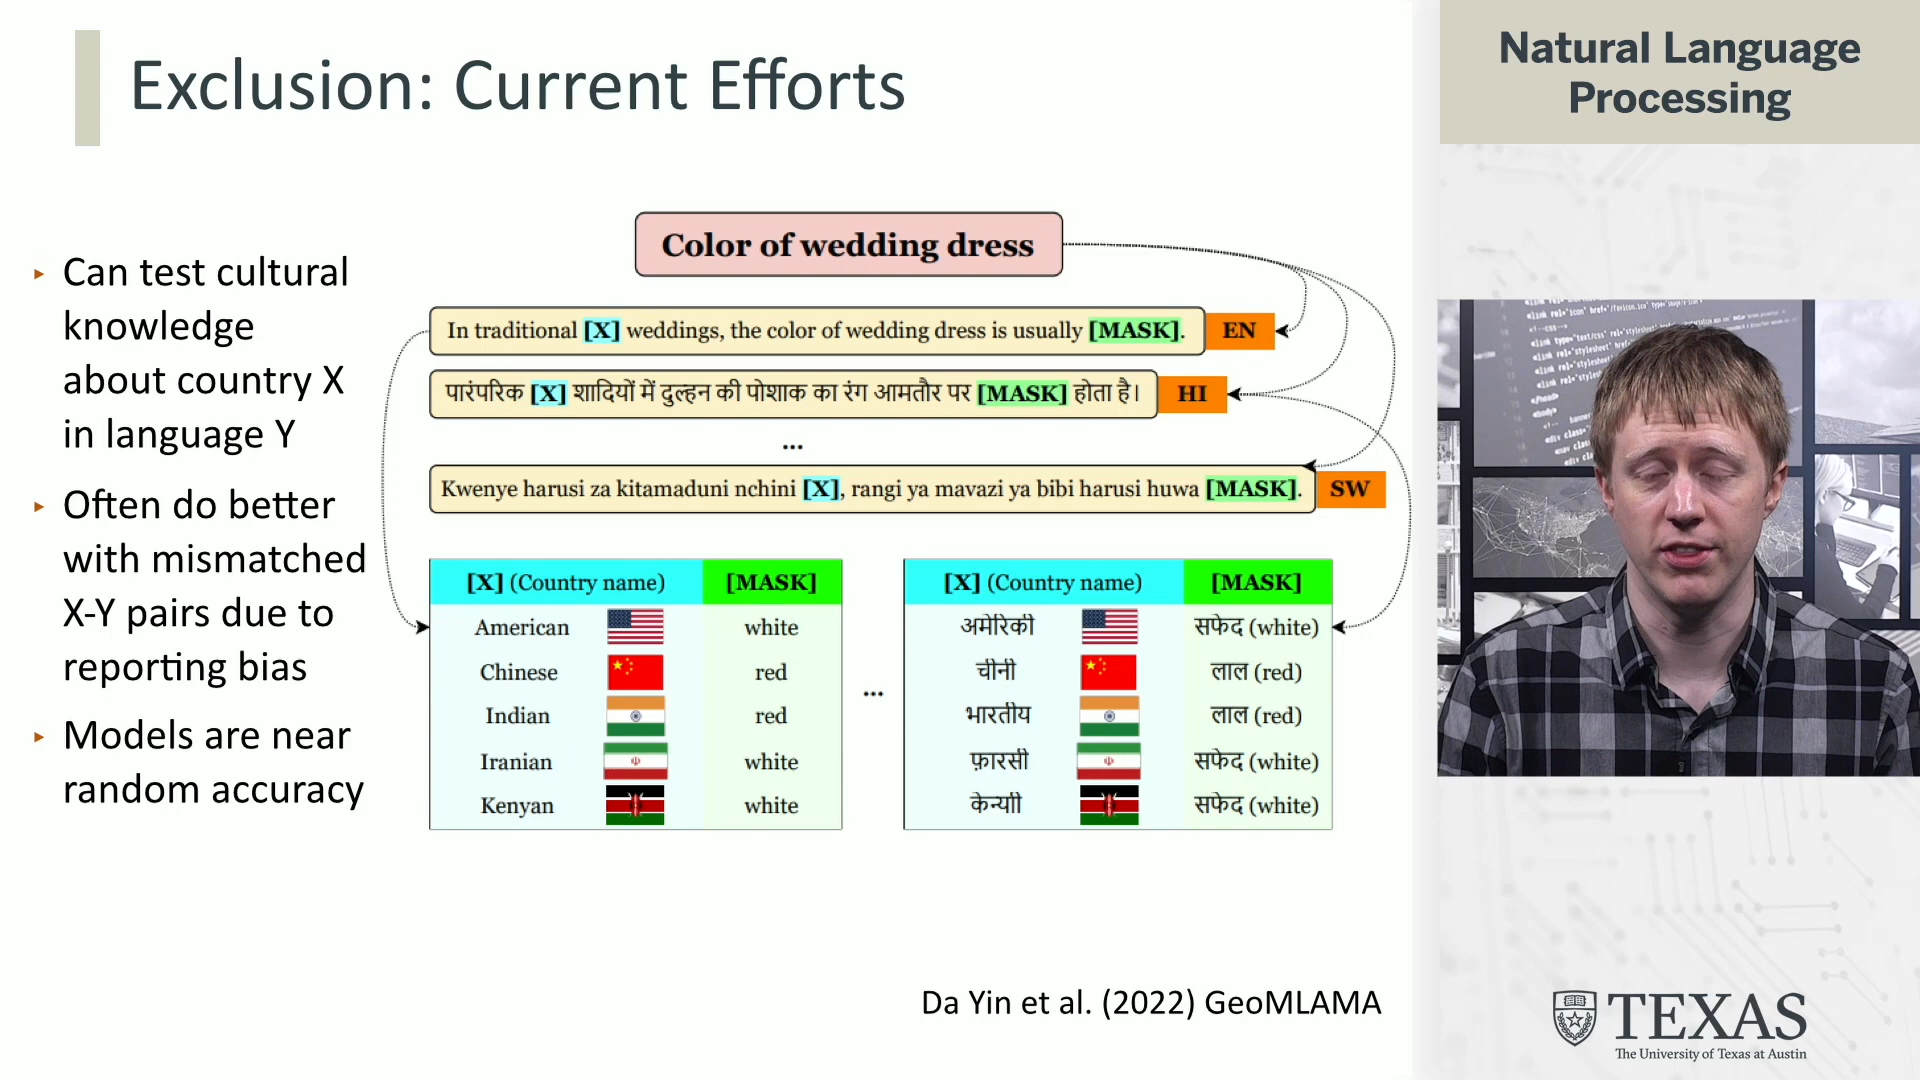 Exclusion: Current Efforts
Natural Language
Processing
▸ Can test cultural
knowledge
about country X
in language Y
▸ Often do better
with mismatched
X-Y pairs due to
reporting bias
▸ Models are near
random accuracy
Color of wedding dress
In traditional [X] weddings, the color of wedding dress is usually [MASK]. EN
पारंपरिक [X] शादियों में दुल्हन की पोशाक का रंग आमतौर पर [MASK] होता है। HI
...
Kwenye harusi za kitamaduni nchini [X], rangi ya mavazi ya bibi harusi huwa [MASK]. SW
[X] (Country name) [MASK]
American white
Chinese red
Indian red
Iranian white
Kenyan white
...
[X] (Country name) [MASK]
अमेरिकी सफेद (white)
चीनी लाल (red)
भारतीय लाल (red)
फ़ारसी सफेद (white)
केन्याी सफेद (white)
Da Yin et al. (2022) GeoMLAMA
TEXAS
The University of Texas at Austin